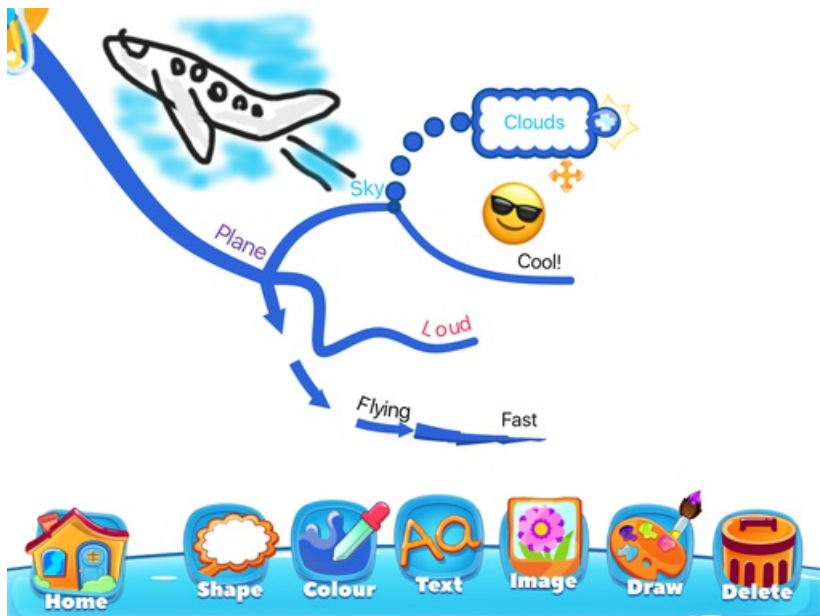 Clouds
Sky
Plane
Cool!
Loud
Flying
Fast
Home
Shape
Colour
Text
Image
Draw
Delete